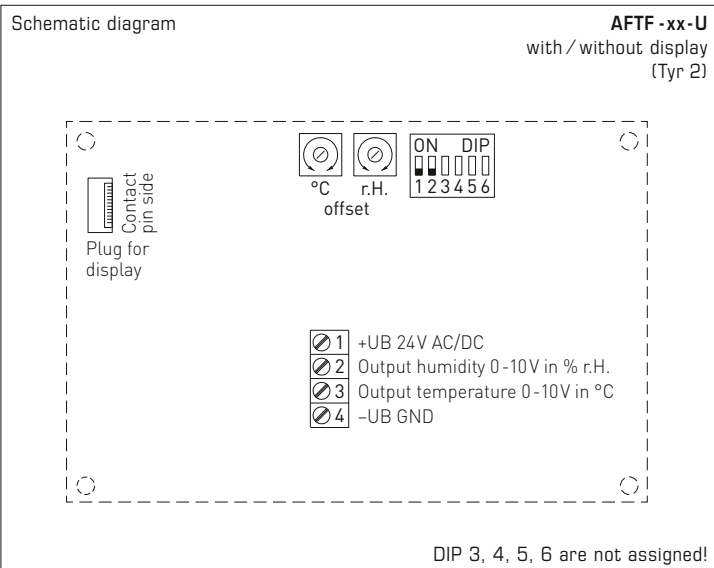 Schematic diagram
AFTF - xx - U
with / without display
(Tyr 2)
ON DIP
1 2 3 4 5 6
°C r.H.
offset
Contact
pin side
Plug for
display
1 +UB 24V AC/DC
2 Output humidity 0-10V in % r.H.
3 Output temperature 0-10V in °C
4 –UB GND
DIP 3, 4, 5, 6 are not assigned!